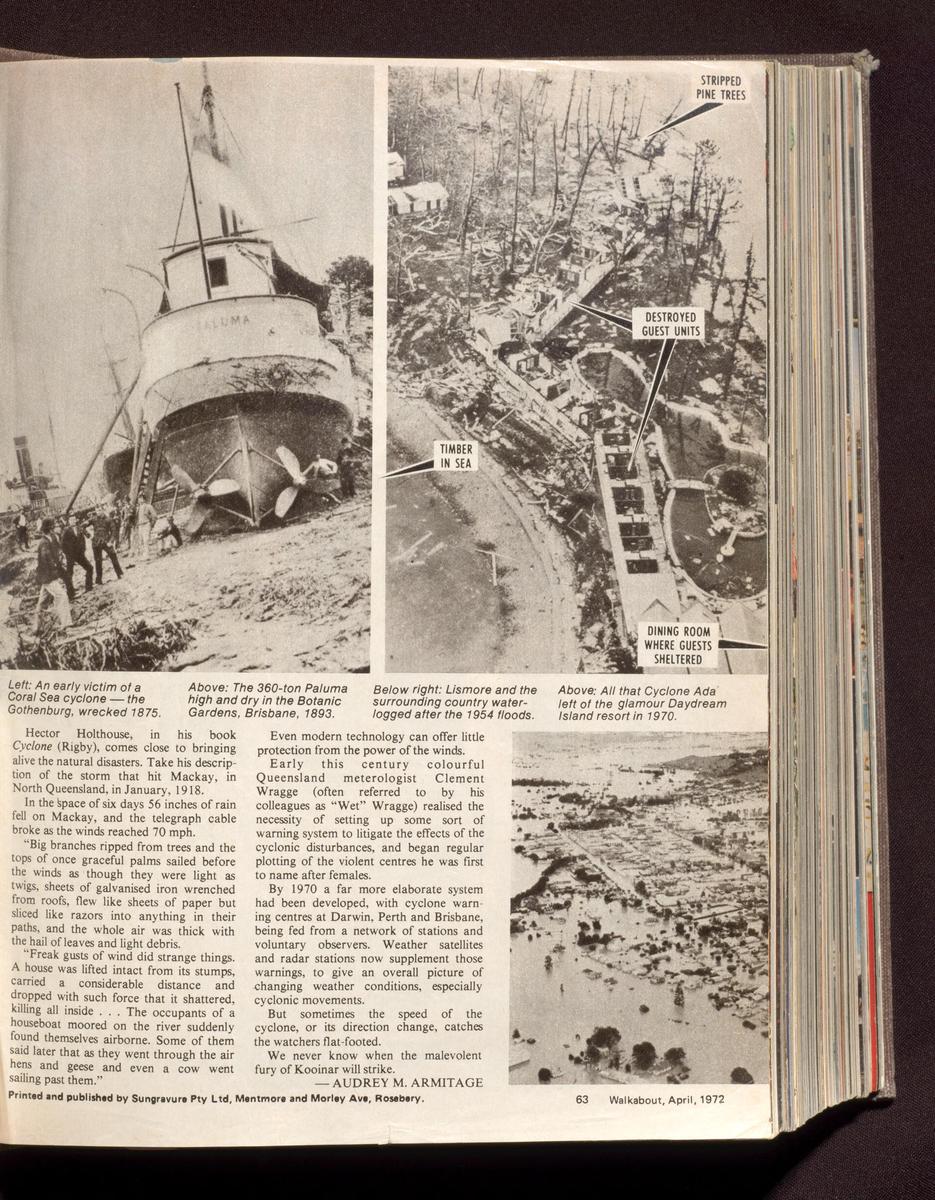 STRIPPED
PINE TREES
PALUMA
DESTROYED
GUEST UNITS
TIMBER
IN SEA
DINING ROOM
WHERE GUESTS
SHELTERED
Left: An early victim of a
Coral Sea cyclone — the
Gothenburg, wrecked 1875.
Above: The 360-ton Paluma
high and dry in the Botanic
Gardens, Brisbane, 1893.
Below right: Lismore and the
surrounding country water-
logged after the 1954 floods.
Above: All that Cyclone Ada
left of the glamour Daydream
Island resort in 1970.
Hector Holthouse, in his book
Cyclone (Rigby), comes close to bringing
alive the natural disasters. Take his descrip-
tion of the storm that hit Mackay, in
North Queensland, in January, 1918.
In the space of six days 56 inches of rain
fell on Mackay, and the telegraph cable
broke as the winds reached 70 mph.
“Big branches ripped from trees and the
tops of once graceful palms sailed before
the winds as though they were light as
twigs, sheets of galvanised iron wrenched
from roofs, flew like sheets of paper but
sliced like razors into anything in their
paths, and the whole air was thick with
the hail of leaves and light debris.
“Freak gusts of wind did strange things.
A house was lifted intact from its stumps,
carried a considerable distance and
dropped with such force that it shattered,
killing all inside . . . The occupants of a
houseboat moored on the river suddenly
found themselves airborne. Some of them
said later that as they went through the air
hens and geese and even a cow went
sailing past them.”
Even modern technology can offer little
protection from the power of the winds.
Early this century colourful
Queensland meterologist Clement
Wragge (often referred to by his
colleagues as “Wet” Wragge) realised the
necessity of setting up some sort of
warning system to litigate the effects of the
cyclonic disturbances, and began regular
plotting of the violent centres he was first
to name after females.
By 1970 a far more elaborate system
had been developed, with cyclone warn-
ing centres at Darwin, Perth and Brisbane,
being fed from a network of stations and
voluntary observers. Weather satellites
and radar stations now supplement those
warnings, to give an overall picture of
changing weather conditions, especially
cyclonic movements.
But sometimes the speed of the
cyclone, or its direction change, catches
the watchers flat-footed.
We never know when the malevolent
fury of Kooinar will strike.
— AUDREY M. ARMITAGE
Printed and published by Sungravure Pty Ltd, Mentmore and Morley Ave, Rosebery.
63 Walkabout, April, 1972